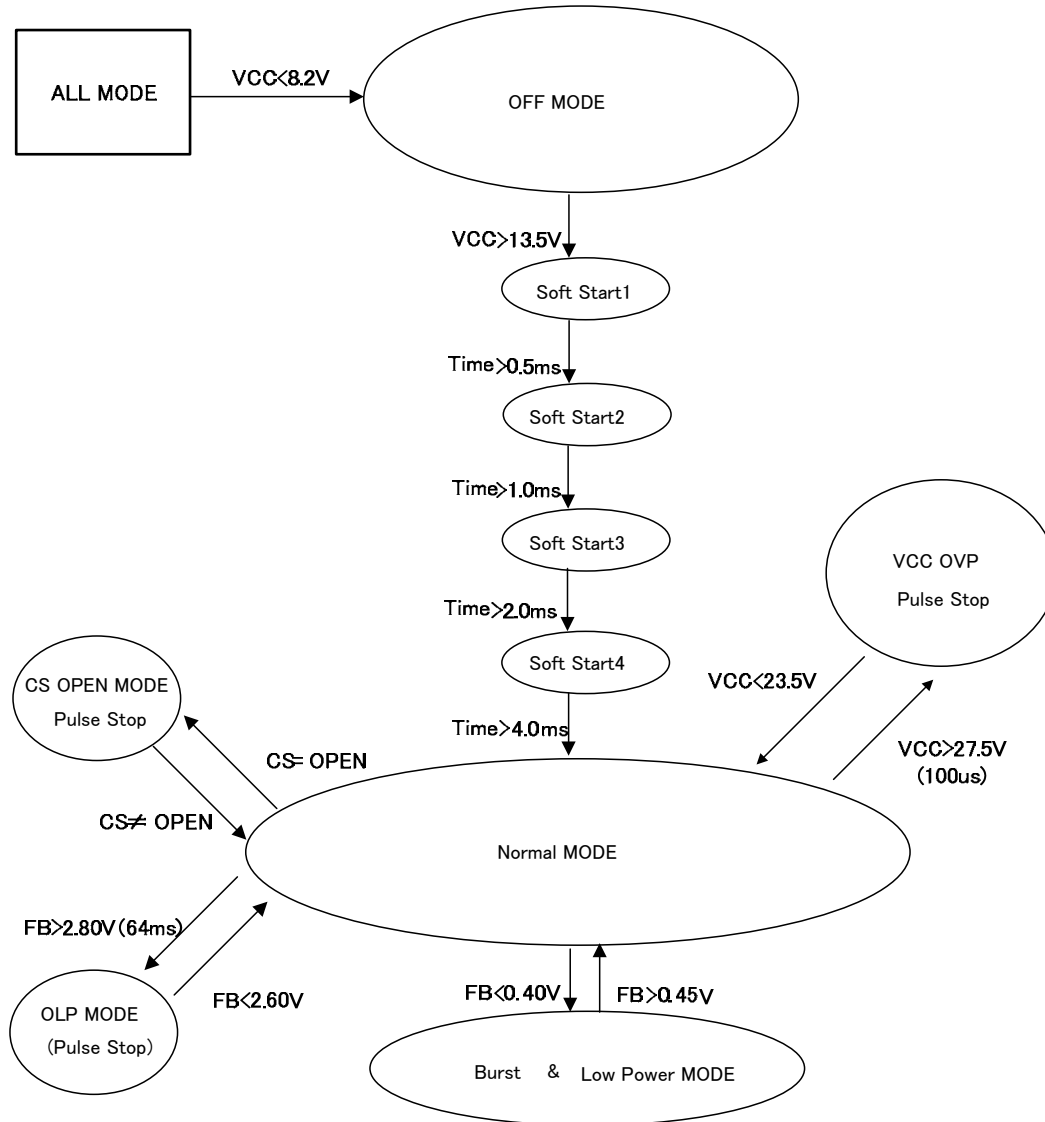 ALL MODE
VCC<8.2V
OFF MODE
VCC>13.5V
Soft Start1
Time>0.5ms
Soft Start2
Time>1.0ms
Soft Start3
Time>2.0ms
Soft Start4
Time>4.0ms
VCC OVP
Pulse Stop
VCC<23.5V
VCC>27.5V
(100us)
CS OPEN MODE
Pulse Stop
CS= OPEN
CS≠ OPEN
Normal MODE
FB>2.80V(64ms)
FB<2.60V
OLP MODE
(Pulse Stop)
FB<0.40V
FB>0.45V
Burst & Low Power MODE